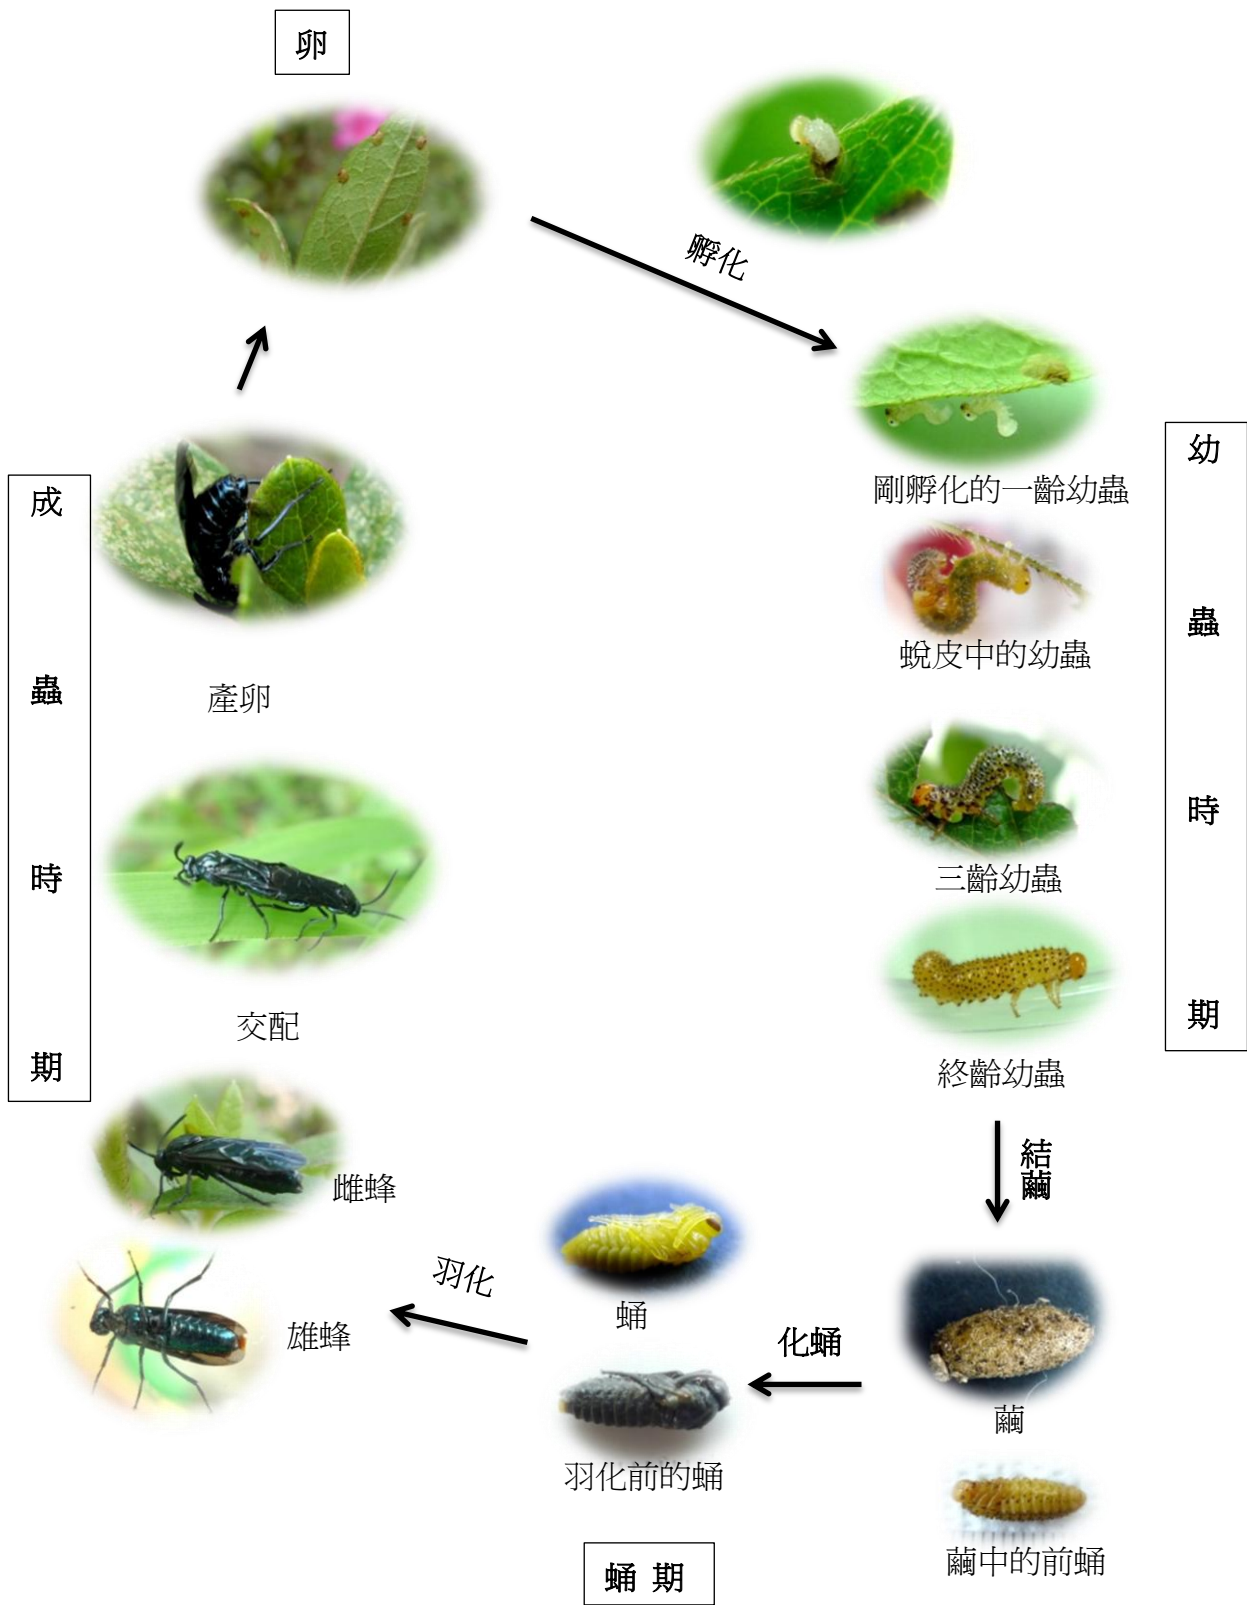 卵
孵化
剛孵化的一齡幼蟲
蛻皮中的幼蟲
三齡幼蟲
終齡幼蟲
幼蟲時期
結繭
繭
繭中的前蛹
化蛹
蛹
羽化前的蛹
蛹期
羽化
雌蜂
雄蜂
交配
產卵
成蟲時期